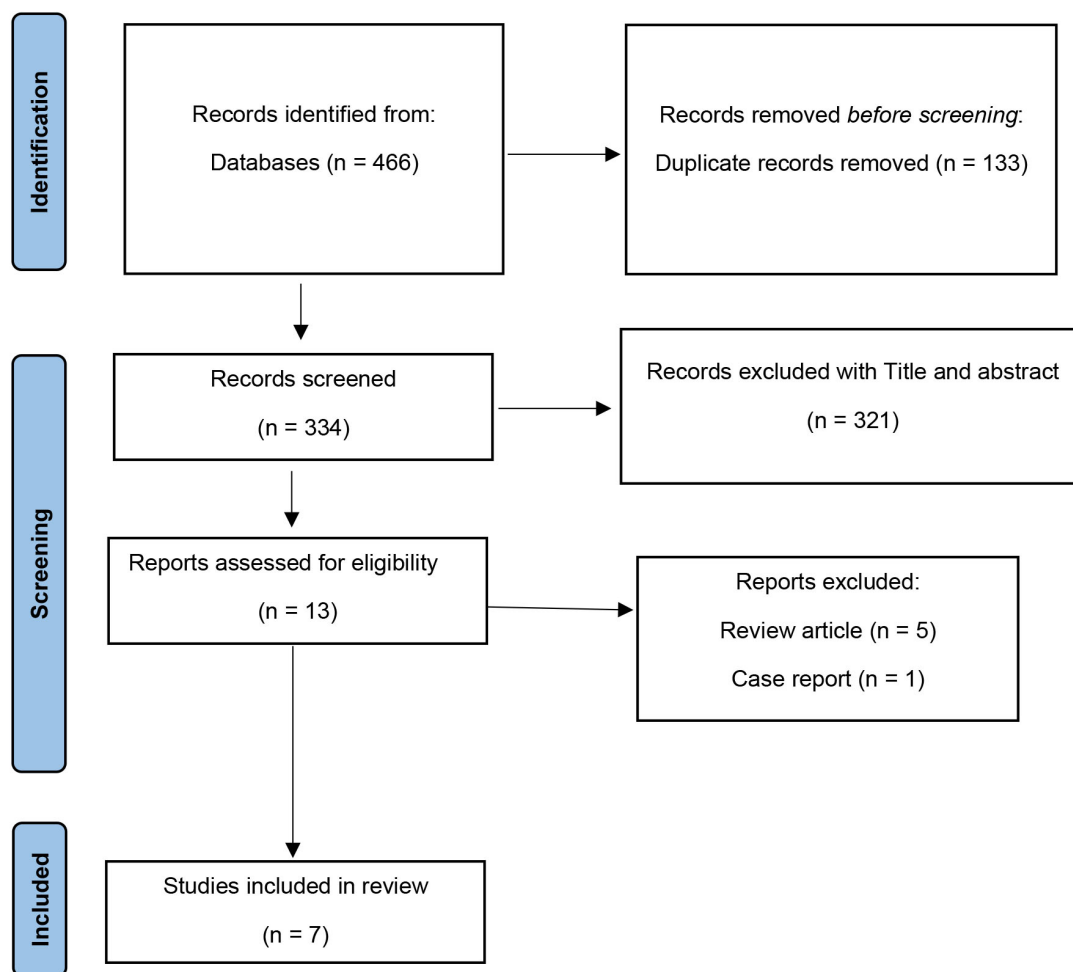 Identification
Records identified from:
Databases (n = 466)
Records removed before screening:
Duplicate records removed (n = 133)
Screening
Records screened
(n = 334)
Records excluded with Title and abstract
(n = 321)
Reports assessed for eligibility
(n = 13)
Reports excluded:
Review article (n = 5)
Case report (n = 1)
Included
Studies included in review
(n = 7)